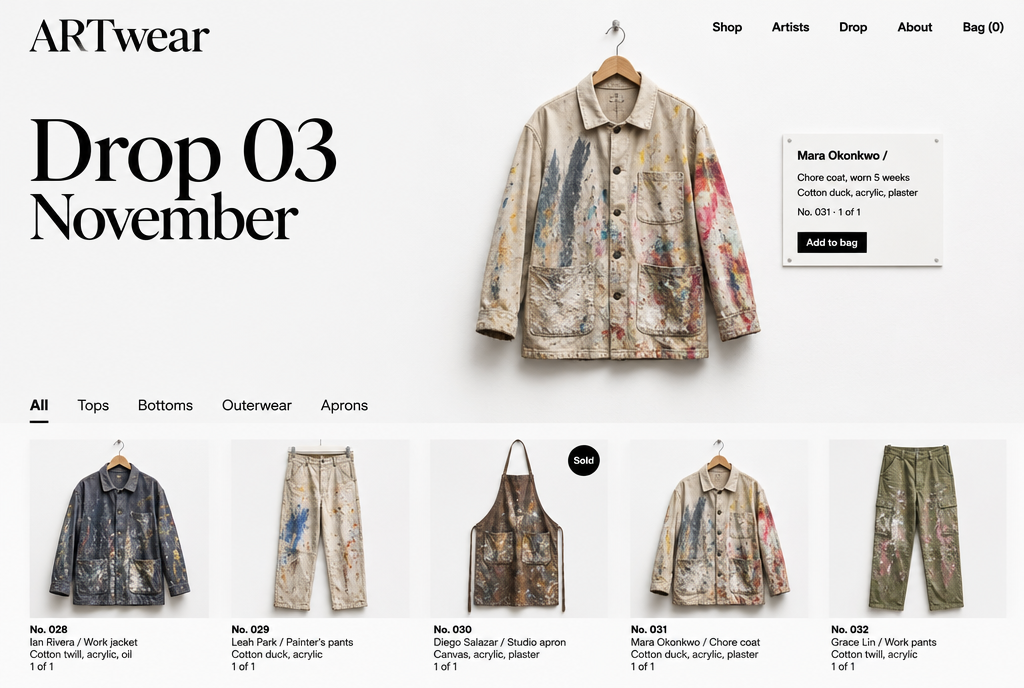 ARTwear
Shop
Artists
Drop
About
Bag (0)
Drop 03
November
Mara Okonkwo /
Chore coat, worn 5 weeks
Cotton duck, acrylic, plaster
No. 031 · 1 of 1
Add to bag
All
Tops
Bottoms
Outerwear
Aprons
Sold
No. 028
Ian Rivera / Work jacket
Cotton twill, acrylic, oil
1 of 1
No. 029
Leah Park / Painter's pants
Cotton duck, acrylic
1 of 1
No. 030
Diego Salazar / Studio apron
Canvas, acrylic, plaster
1 of 1
No. 031
Mara Okonkwo / Chore coat
Cotton duck, acrylic, plaster
1 of 1
No. 032
Grace Lin / Work pants
Cotton twill, acrylic
1 of 1